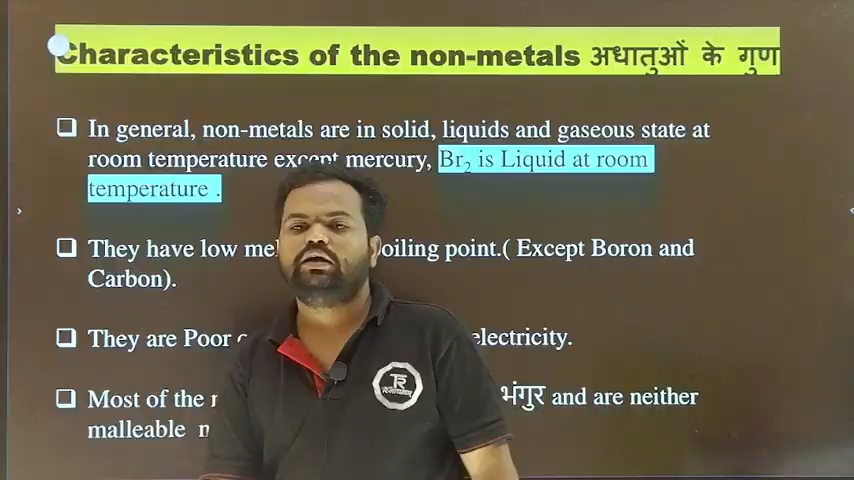 Characteristics of the non-metals अधातुओं के गुण
In general, non-metals are in solid, liquids and gaseous state at
room temperature except mercury, Br₂ is Liquid at room
temperature .
They have low oiling point.( Except Boron and
Carbon).
They are Poor electricity.
Most of the भंगुर and are neither
malleable
TR